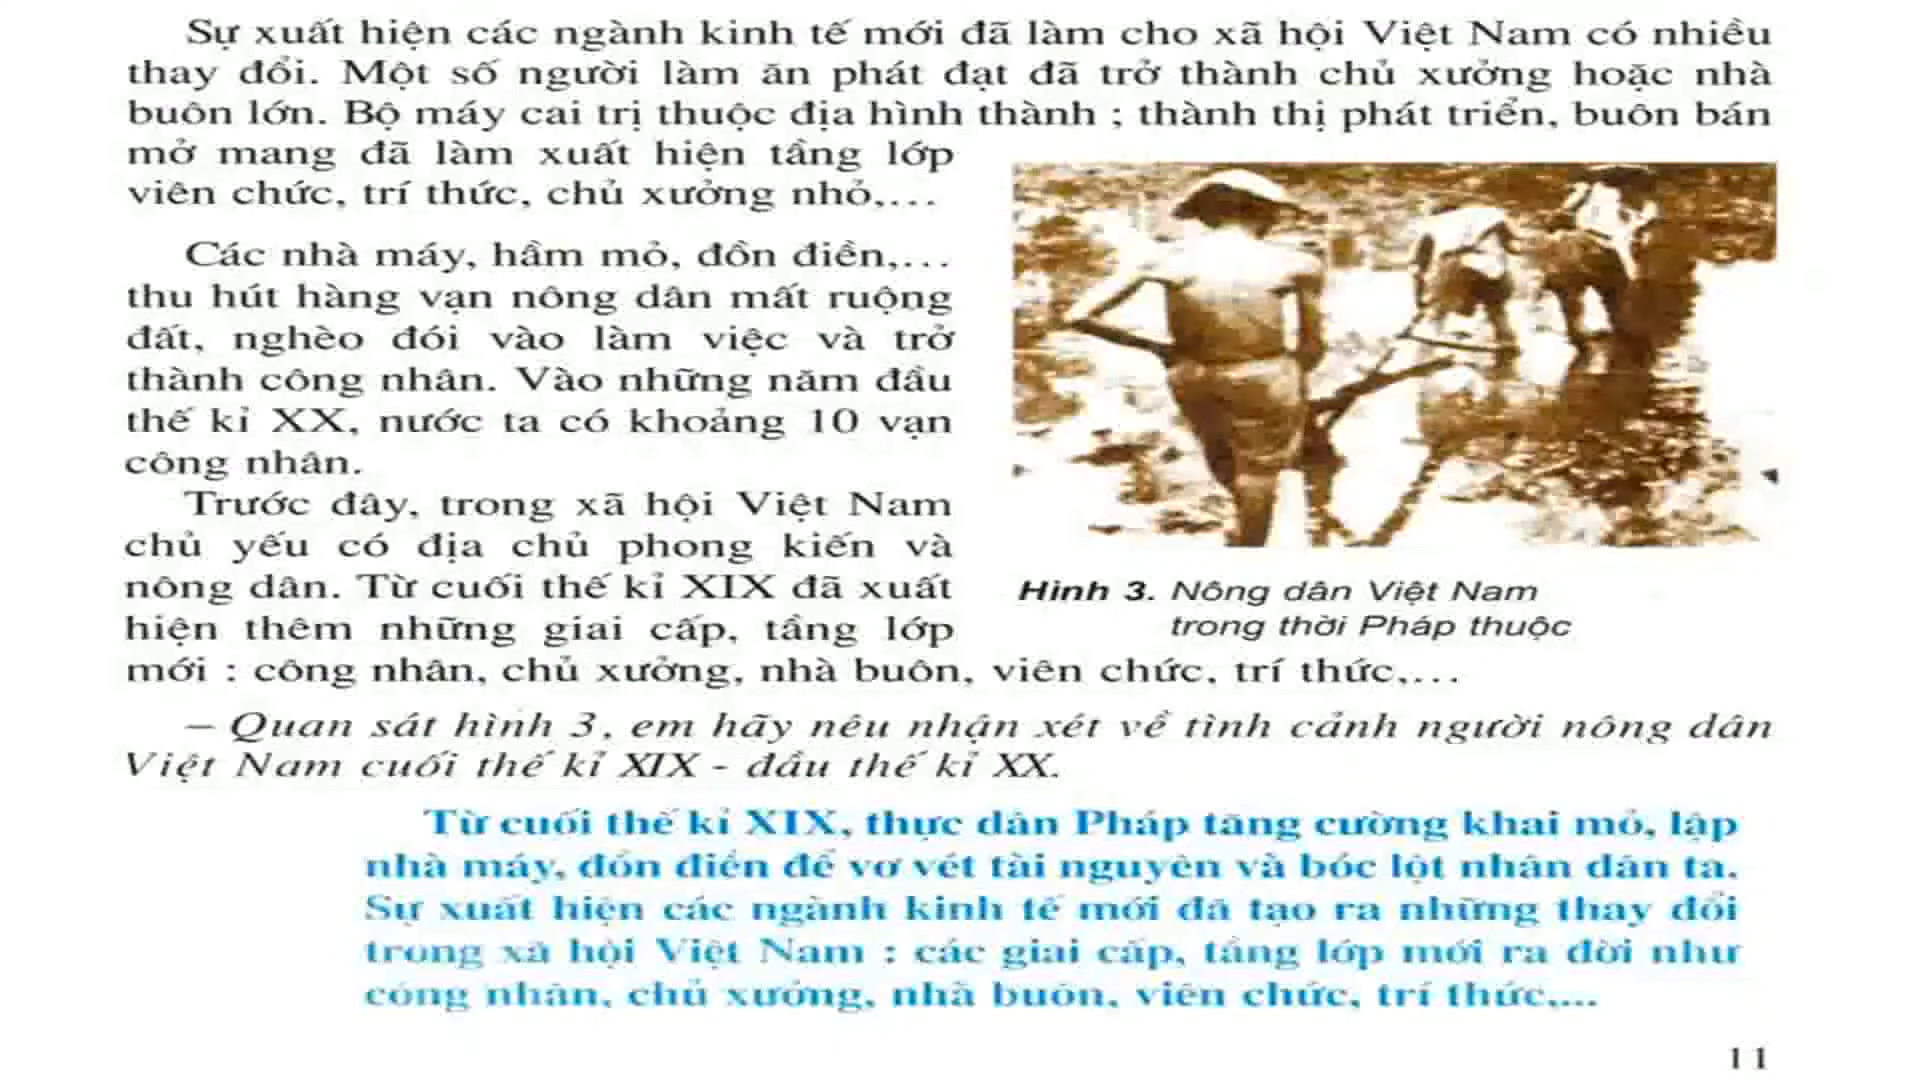 Sự xuất hiện các ngành kinh tế mới đã làm cho xã hội Việt Nam có nhiều
thay đổi. Một số người làm ăn phát đạt đã trở thành chủ xưởng hoặc nhà
buôn lớn. Bộ máy cai trị thuộc địa hình thành ; thành thị phát triển, buôn bán
mở mang đã làm xuất hiện tầng lớp
viên chức, trí thức, chủ xưởng nhỏ,...
Các nhà máy, hầm mỏ, đồn điền,...
thu hút hàng vạn nông dân mất ruộng
đất, nghèo đói vào làm việc và trở
thành công nhân. Vào những năm đầu
thế kỉ XX, nước ta có khoảng 10 vạn
công nhân.
Trước đây, trong xã hội Việt Nam
chủ yếu có địa chủ phong kiến và
nông dân. Từ cuối thế kỉ XIX đã xuất
hiện thêm những giai cấp, tầng lớp
mới : công nhân, chủ xưởng, nhà buôn, viên chức, trí thức,...
Hình 3. Nông dân Việt Nam
trong thời Pháp thuộc
– Quan sát hình 3, em hãy nêu nhận xét về tình cảnh người nông dân
Việt Nam cuối thế kỉ XIX - đầu thế kỉ XX.
Từ cuối thế kỉ XIX, thực dân Pháp tăng cường khai mỏ, lập
nhà máy, đồn điền để vơ vét tài nguyên và bóc lột nhân dân ta.
Sự xuất hiện các ngành kinh tế mới đã tạo ra những thay đổi
trong xã hội Việt Nam : các giai cấp, tầng lớp mới ra đời như
công nhân, chủ xưởng, nhà buôn, viên chức, trí thức,...
11